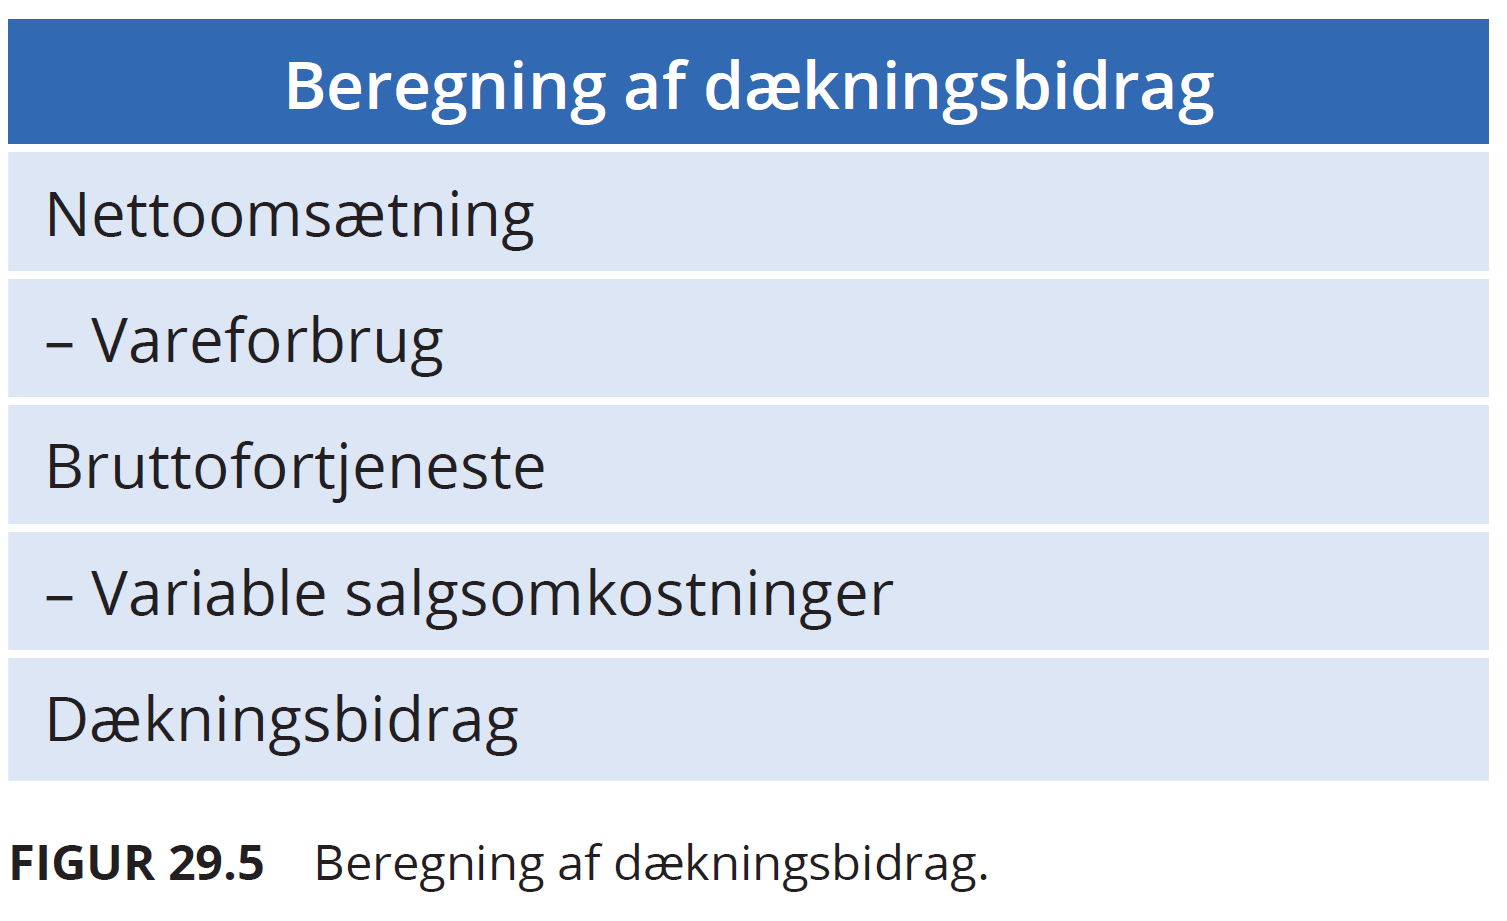 Beregning af dækningsbidrag
Nettoomsætning
– Vareforbrug
Bruttofortjeneste
– Variable salgsomkostninger
Dækningsbidrag
FIGUR 29.5 Beregning af dækningsbidrag.